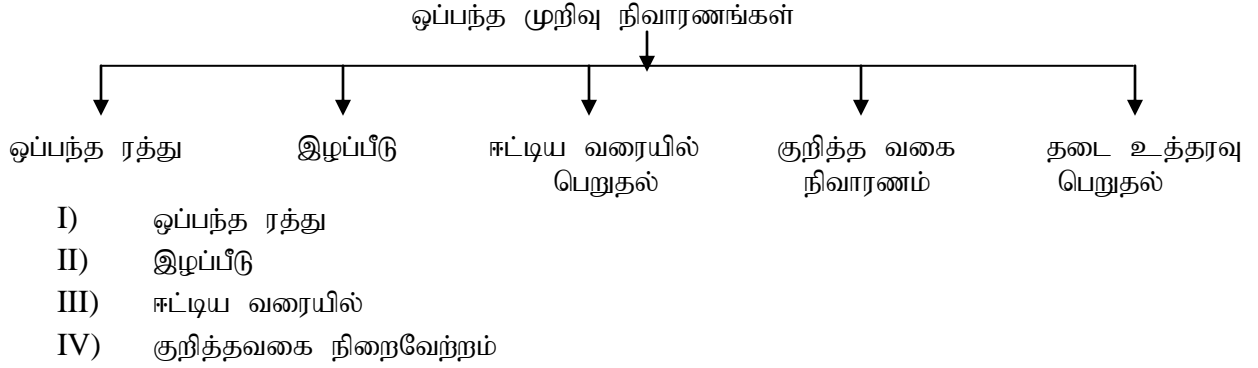 ஒப்பந்த முறிவு நிவாரணங்கள்
ஒப்பந்த ரத்து இழப்பீடு ஈட்டிய வரையில் குறித்த வகை தடை உத்தரவு
பெறுதல் நிவாரணம் பெறுதல்
I) ஒப்பந்த ரத்து
II) இழப்பீடு
III) ஈட்டிய வரையில்
IV) குறித்தவகை நிறைவேற்றம்